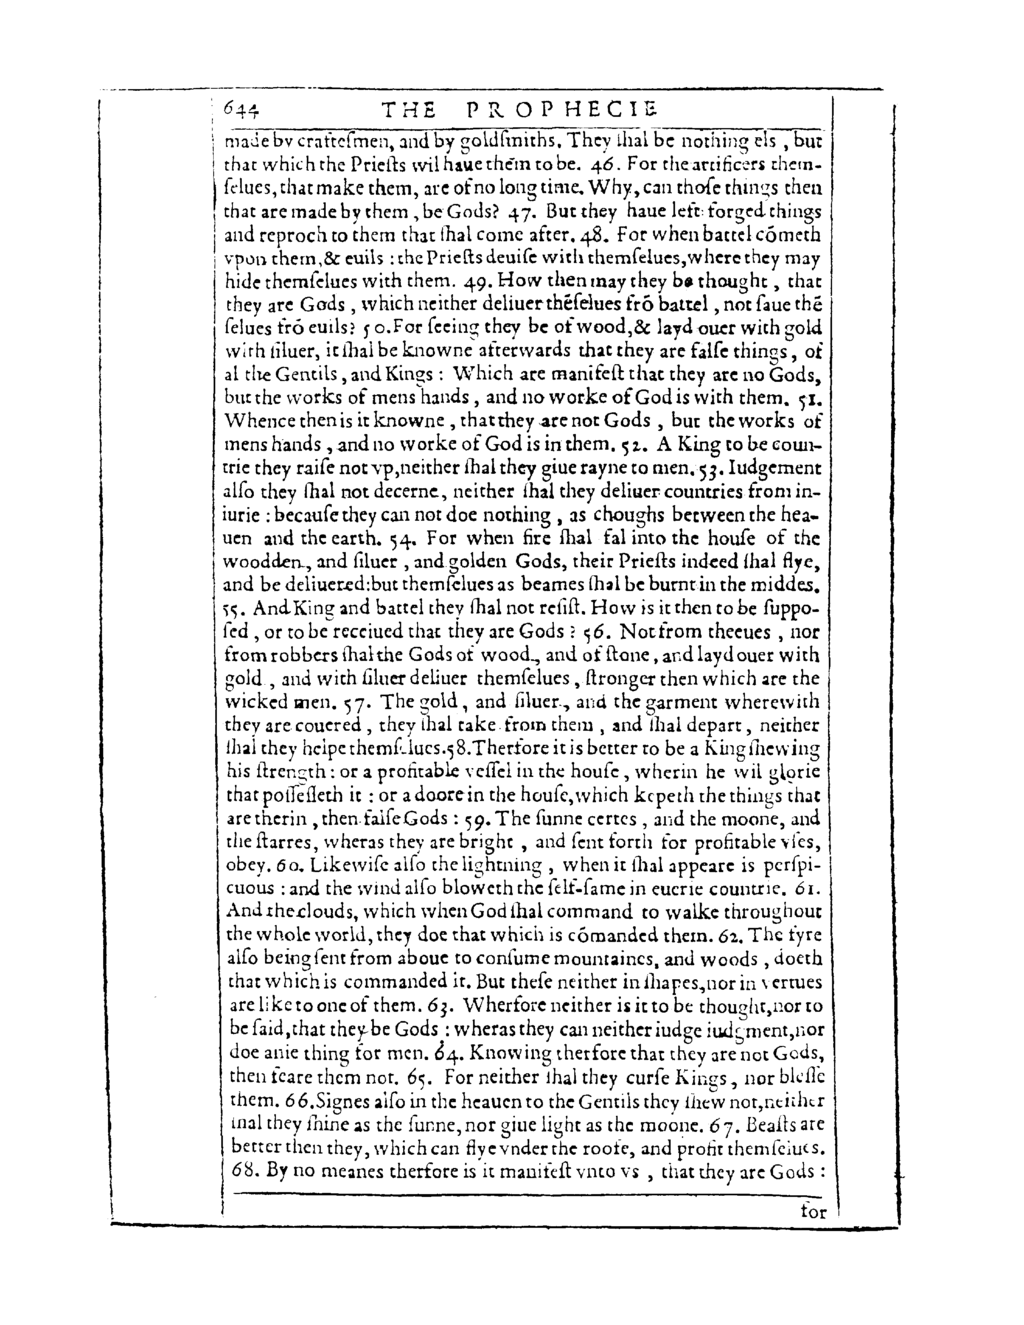 644 THE PROPHECIE
made by craftesmen, and by goldsmiths. They shal be nothing els , but
that which the Priests wil haue thē to be. 46. For the artificers them-
selues, that make them, are of no long time. Why, can those things then
that are made by them , be Gods? 47. But they haue left forged things
and reproch to them that shal come after. 48. For when battel cōmeth
vpon them,& euils : the Priests deuise with themselues,where they may
hide themselues with them. 49. How then may they be thought , that
they are Gods , which neither deliuer thēselues frō battel , not saue thē
selues frō euils? 50.For seeing they be of wood,& layd ouer with gold
with siluer, it shal be knowne afterwards that they are false things , of
al the Gentils , and Kings : Which are manifest that they are no Gods,
but the works of mens hands , and no worke of God is with them. 51.
Whence then is it knowne , that they are not Gods , but the works of
mens hands , and no worke of God is in them. 52. A King to be coun-
trie they raise not vp,neither shal they giue rayne to men. 53. Iudgement
also they shal not decerne, neither shal they deliuer countries from in-
iurie : because they can not doe nothing , as choughs between the hea-
uen and the earth. 54. For when fire shal fal into the house of the
woodden, and siluer , and golden Gods, their Priests indeed shal flye,
and be deliuered:but themselues as beames shal be burnt in the middes.
55. And King and battel they shal not resist. How is it then to be suppo-
sed , or to be receiued that they are Gods ? 56. Not from theeues , nor
from robbers shal the Gods of wood, and of stone, and layd ouer with
gold , and with siluer deliuer themselues , stronger then which are the
wicked men. 57. The gold , and siluer, and the garment wherewith
they are couered , they shal take from them , and shal depart , neither
shal they helpe themselues.58.Therfore it is better to be a King shewing
his strength : or a profitable vessel in the house , wherin he wil glorie
that possesseth it : or a doore in the house,which kepeth the things that
are therin , then false Gods : 59. The sunne certes , and the moone, and
the starres, wheras they are bright , and sent forth for profitable vses,
obey. 60. Likewise also the lightning , when it shal appeare is perspi-
cuous : and the wind also bloweth the self-same in euerie countrie. 61.
And the clouds, which when God shal command to walke throughout
the whole world, they doe that which is cōmanded them. 62. The fyre
also being sent from aboue to consume mountaines, and woods , doeth
that which is commanded it. But these neither in shapes,nor in vertues
are like to one of them. 63. Wherfore neither is it to be thought,nor to
be said,that they be Gods : wheras they can neither iudge iudgment,nor
doe anie thing for men. 64. Knowing therfore that they are not Gods,
then feare them not. 65. For neither shal they curse Kings , nor blesse
them. 66.Signes also in the heauen to the Gentils they shew not,neither
shal they shine as the sunne, nor giue light as the moone. 67. Beasts are
better then they, which can flye vnder the roofe, and profit themselues.
68. By no meanes therfore is it manifest vnto vs , that they are Gods :
for